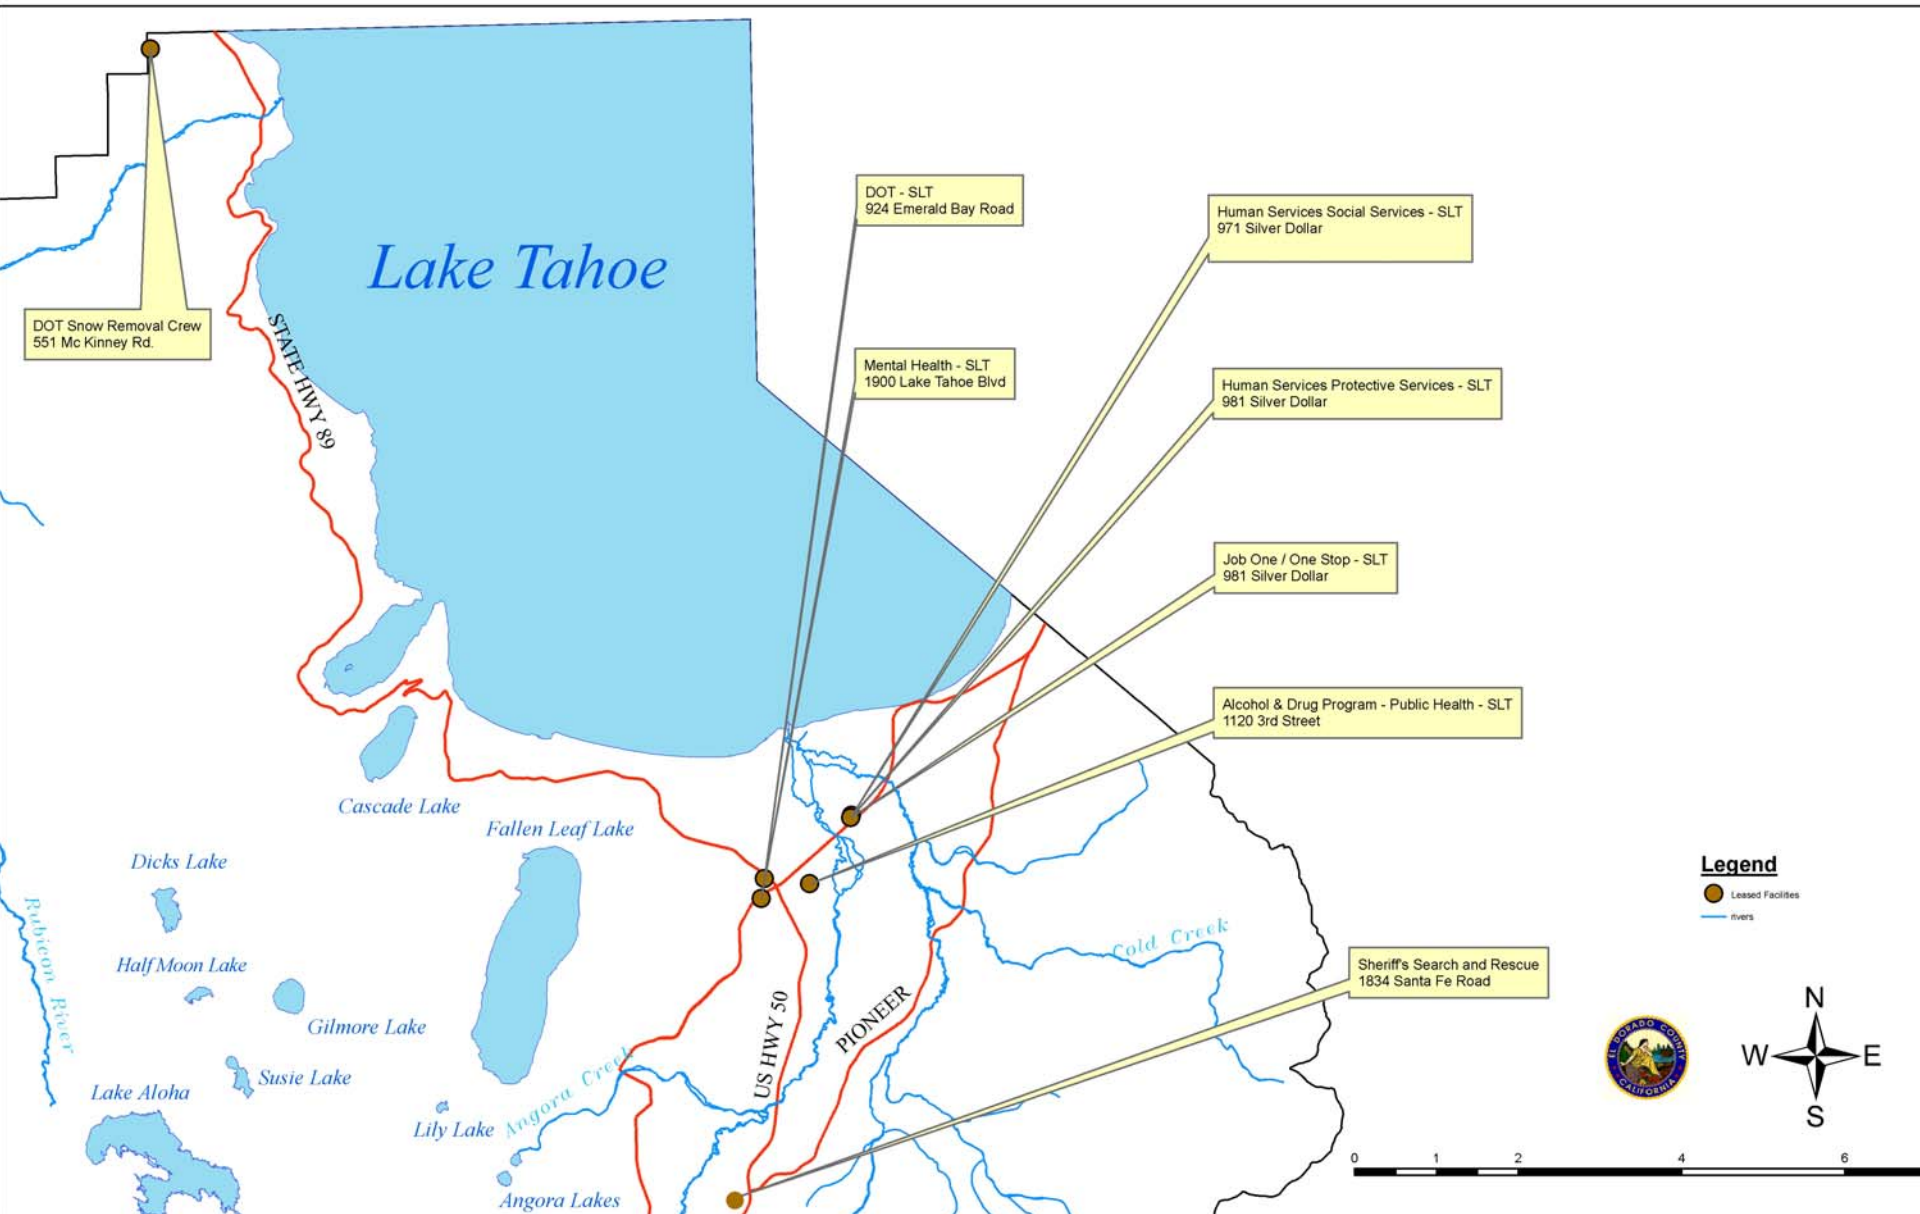 DOT - SLT
924 Emerald Bay Road
Human Services Social Services - SLT
971 Silver Dollar
Lake Tahoe
DOT Snow Removal Crew
551 Mc Kinney Rd.
STATE HWY 89
Mental Health - SLT
1900 Lake Tahoe Blvd
Human Services Protective Services - SLT
981 Silver Dollar
Job One / One Stop - SLT
981 Silver Dollar
Alcohol & Drug Program - Public Health - SLT
1120 3rd Street
Cascade Lake
Fallen Leaf Lake
Dicks Lake
Rubicon River
Half Moon Lake
Gilmore Lake
Susie Lake
Lake Aloha
Lily Lake
Angora Creek
Angora Lakes
US HWY 50
PIONEER
Cold Creek
Sheriff's Search and Rescue
1834 Santa Fe Road
Legend
Leased Facilities
rivers
EL DORADO COUNTY
CALIFORNIA
N
W E
S
0 1 2 4 6